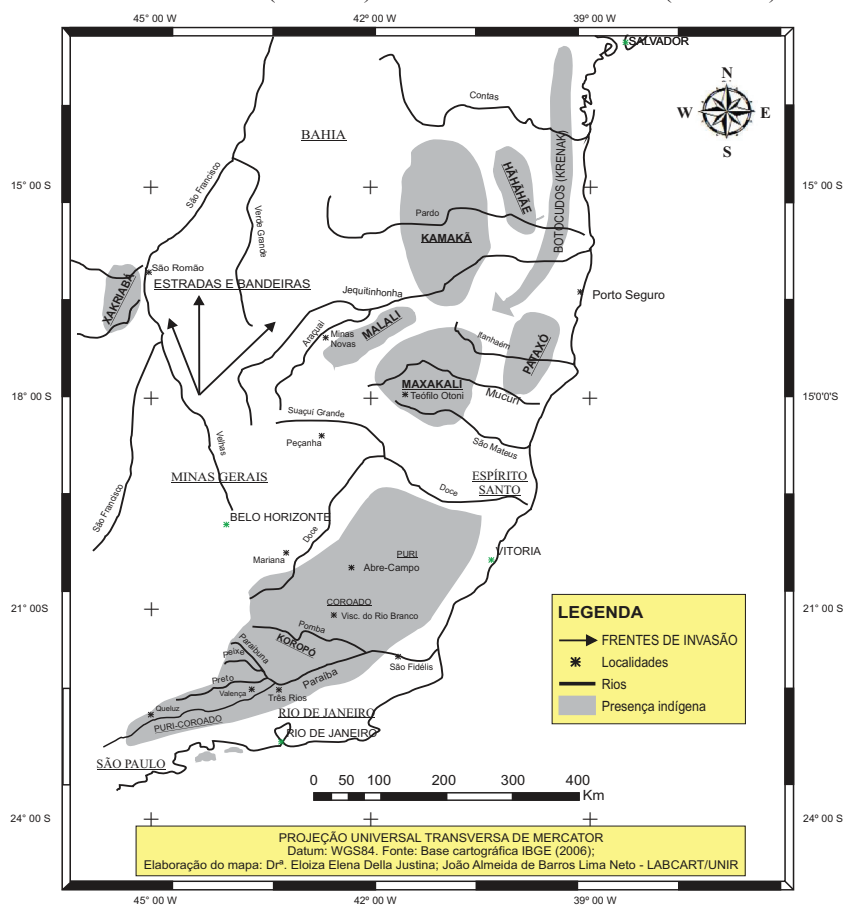 45° 00' W
42° 00' W
39° 00' W
SALVADOR
N
W
E
S
Contas
BAHIA
15° 00' S
15° 00' S
São Francisco
Verde Grande
HÃHÃHÃE
BOTOCUDOS (KRENAK)
Pardo
KAMAKÃ
São Romão
ESTRADAS E BANDEIRAS
XAKRIABÁ
Jequitinhonha
Porto Seguro
Araçuai
Minas
Novas
MALALI
Itanhaém
PATAXÓ
MAXAKALI
Teófilo Otoni
Mucuri
18° 00' S
15'0'0'S
Suaçuí Grande
Peçanha
Velhas
São Mateus
MINAS GERAIS
ESPÍRITO
SANTO
Doce
São Francisco
BELO HORIZONTE
Doce
Mariana
PURI
Abre-Campo
VITORIA
COROADO
Visc. do Rio Branco
21° 00'S
21° 00' S
Pomba
KOROPÓ
Paraibuna
Peixe
São Fidélis
Preto
Paraíba
Valença
Três Rios
Queluz
PURI-COROADO
RIO DE JANEIRO
RIO DE JANEIRO
SÃO PAULO
LEGENDA
FRENTES DE INVASÃO
Localidades
Rios
Presença indígena
0 50 100 200 300 400
Km
24° 00' S
24° 00' S
PROJEÇÃO UNIVERSAL TRANSVERSA DE MERCATOR
Datum: WGS84. Fonte: Base cartográfica IBGE (2006);
Elaboração do mapa: Drª. Eloiza Elena Della Justina; João Almeida de Barros Lima Neto - LABCART/UNIR
45° 00' W
42° 00' W
39° 00' W